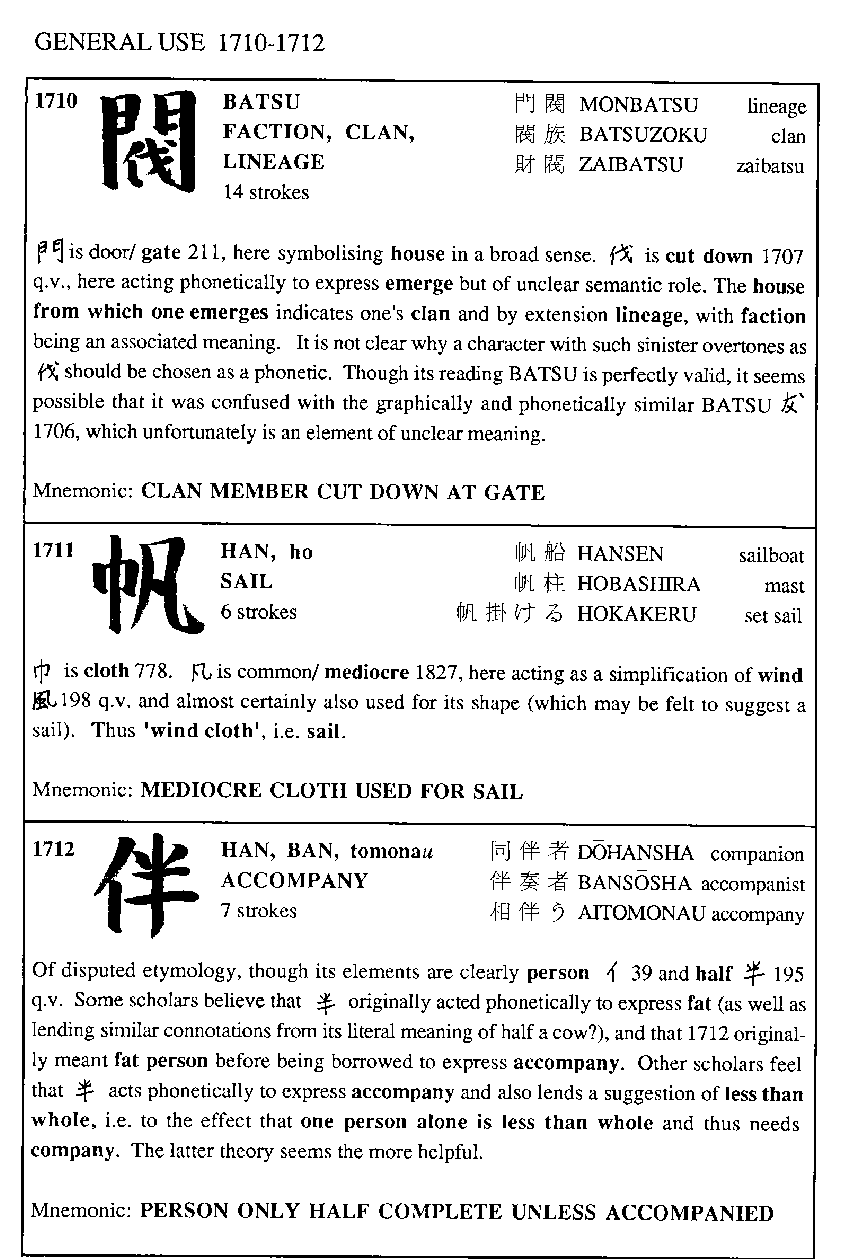 GENERAL USE 1710-1712
1710 閥 BATSU 門閥 MONBATSU lineage
FACTION, CLAN, 閥族 BATSUZOKU clan
LINEAGE 財閥 ZAIBATSU zaibatsu
14 strokes
門 is door/ gate 211, here symbolising house in a broad sense. 伐 is cut down 1707
q.v., here acting phonetically to express emerge but of unclear semantic role. The house
from which one emerges indicates one's clan and by extension lineage, with faction
being an associated meaning. It is not clear why a character with such sinister overtones as
伐 should be chosen as a phonetic. Though its reading BATSU is perfectly valid, it seems
possible that it was confused with the graphically and phonetically similar BATSU 犮
1706, which unfortunately is an element of unclear meaning.
Mnemonic: CLAN MEMBER CUT DOWN AT GATE
1711 帆 HAN, ho 帆船 HANSEN sailboat
SAIL 帆柱 HOBASHIRA mast
6 strokes 帆掛ける HOKAKERU set sail
巾 is cloth 778. 凡 is common/ mediocre 1827, here acting as a simplification of wind
風 198 q.v. and almost certainly also used for its shape (which may be felt to suggest a
sail). Thus 'wind cloth', i.e. sail.
Mnemonic: MEDIOCRE CLOTH USED FOR SAIL
1712 伴 HAN, BAN, tomonau 同伴者 DŌHANSHA companion
ACCOMPANY 伴奏者 BANSŌSHA accompanist
7 strokes 相伴う AITOMONAU accompany
Of disputed etymology, though its elements are clearly person 亻 39 and half 半 195
q.v. Some scholars believe that 半 originally acted phonetically to express fat (as well as
lending similar connotations from its literal meaning of half a cow?), and that 1712 original-
ly meant fat person before being borrowed to express accompany. Other scholars feel
that 半 acts phonetically to express accompany and also lends a suggestion of less than
whole, i.e. to the effect that one person alone is less than whole and thus needs
company. The latter theory seems the more helpful.
Mnemonic: PERSON ONLY HALF COMPLETE UNLESS ACCOMPANIED